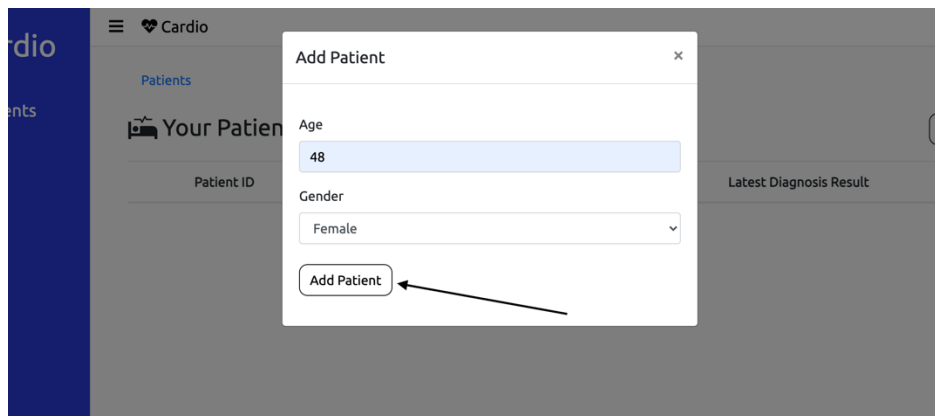 rdio
Cardio
Add Patient
×
Patients
ents
Your Patien
Age
48
Patient ID
Latest Diagnosis Result
Gender
Female
Add Patient